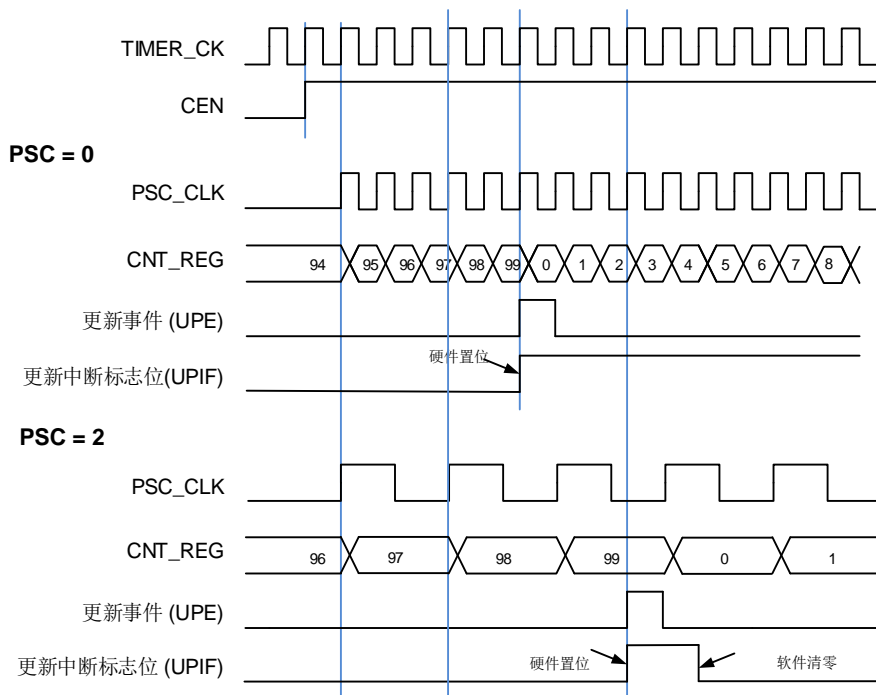 TIMER_CK
CEN
PSC = 0
PSC_CLK
CNT_REG 94 95 96 97 98 99 0 1 2 3 4 5 6 7 8
更新事件 (UPE)
硬件置位
更新中断标志位(UPIF)
PSC = 2
PSC_CLK
CNT_REG 96 97 98 99 0 1
更新事件 (UPE)
更新中断标志位 (UPIF) 硬件置位 软件清零